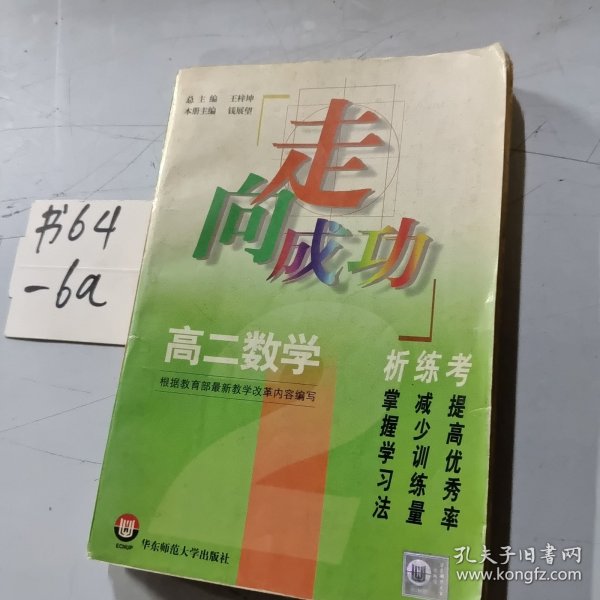 书64
-6a
总主编 王梓坤
本册主编 钱展望
走
向成功
高二数学
根据教育部最新教学改革内容编写
析练考
提高优秀率
减少训练量
掌握学习法
ECNUP
华东师范大学出版社
孔夫子旧书网
www.kongfz.com